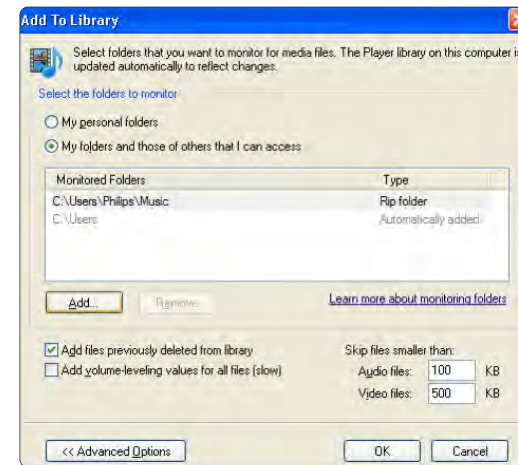 Add To Library
Select folders that you want to monitor for media files. The Player library on this computer is
updated automatically to reflect changes.
Select the folders to monitor
My personal folders
My folders and those of others that I can access
Monitored Folders Type
C:\Users\Philips\Music Rip folder
C:\Users Automatically added
Add... Remove
Learn more about monitoring folders
Add files previously deleted from library Skip files smaller than:
Add volume-leveling values for all files (slow) Audio files: 100 KB
Video files: 500 KB
<< Advanced Options OK Cancel